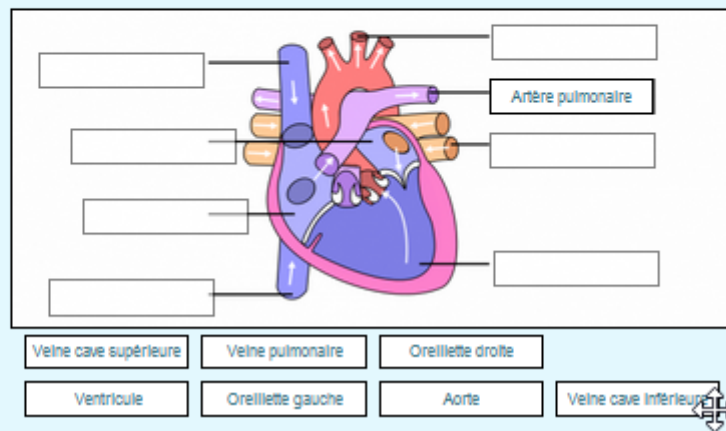 Artère pulmonaire
Veine cave supérieure
Veine pulmonaire
Oreillette droite
Ventricule
Oreillette gauche
Aorte
Veine cave inférieure